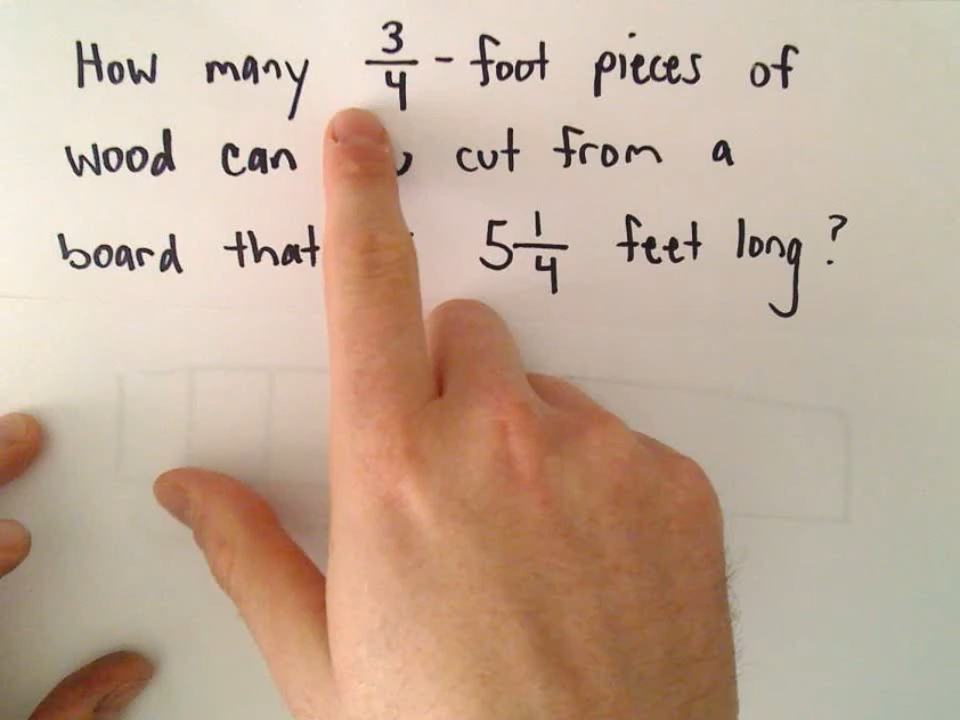 How many 3/4 - foot pieces of
wood can cut from a
board that 5 1/4 feet long?